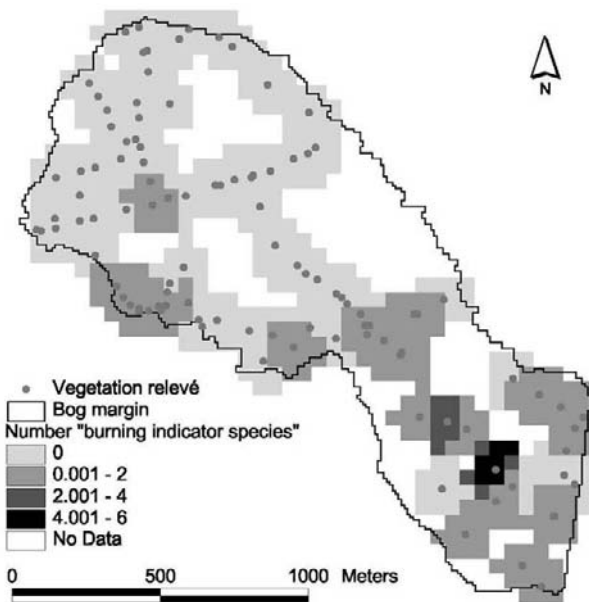 N
Vegetation relevé
Bog margin
Number "burning indicator species"
0
0.001 - 2
2.001 - 4
4.001 - 6
No Data
0 500 1000 Meters